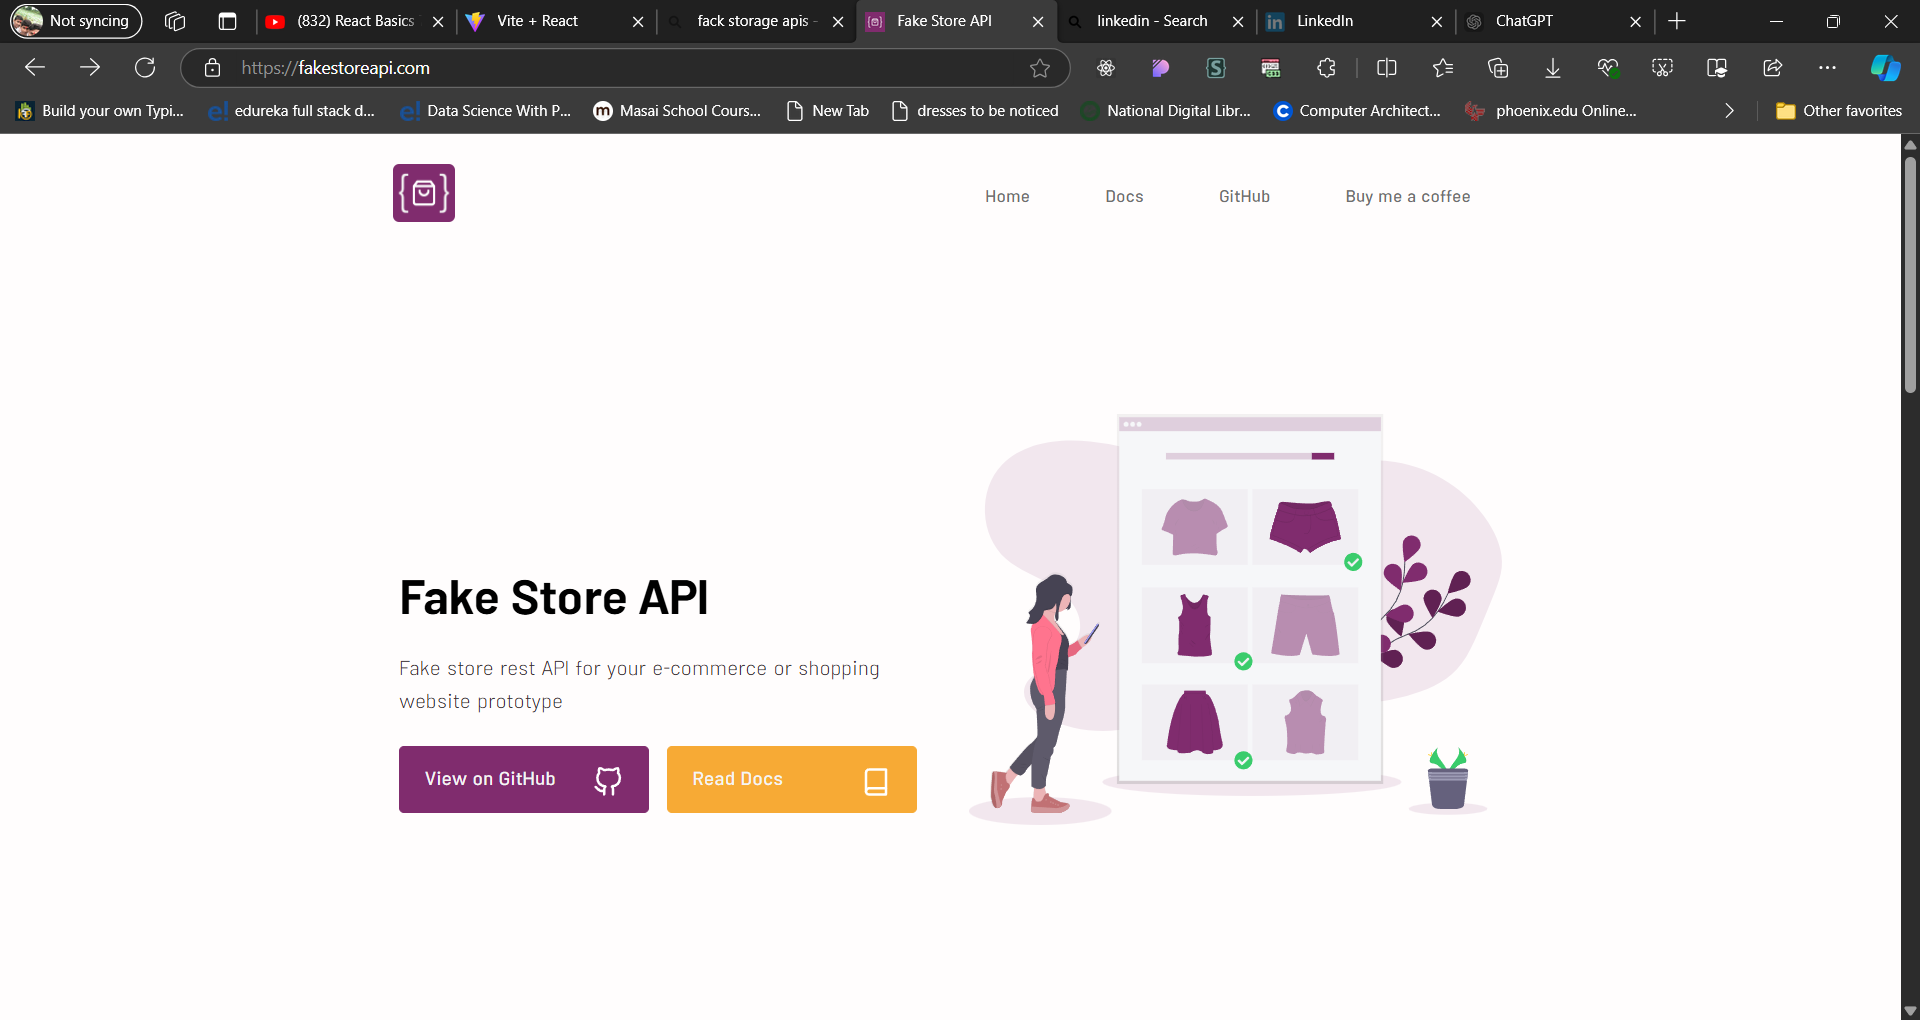 Not syncing
(832) React Basics
Vite + React
fack storage apis -
Fake Store API
linkedin - Search
LinkedIn
ChatGPT
https://fakestoreapi.com
Build your own Typi...
edureka full stack d...
Data Science With P...
Masai School Cours...
New Tab
dresses to be noticed
National Digital Libr...
Computer Architect...
phoenix.edu Online...
Other favorites
Home
Docs
GitHub
Buy me a coffee
Fake Store API
Fake store rest API for your e-commerce or shopping
website prototype
View on GitHub
Read Docs